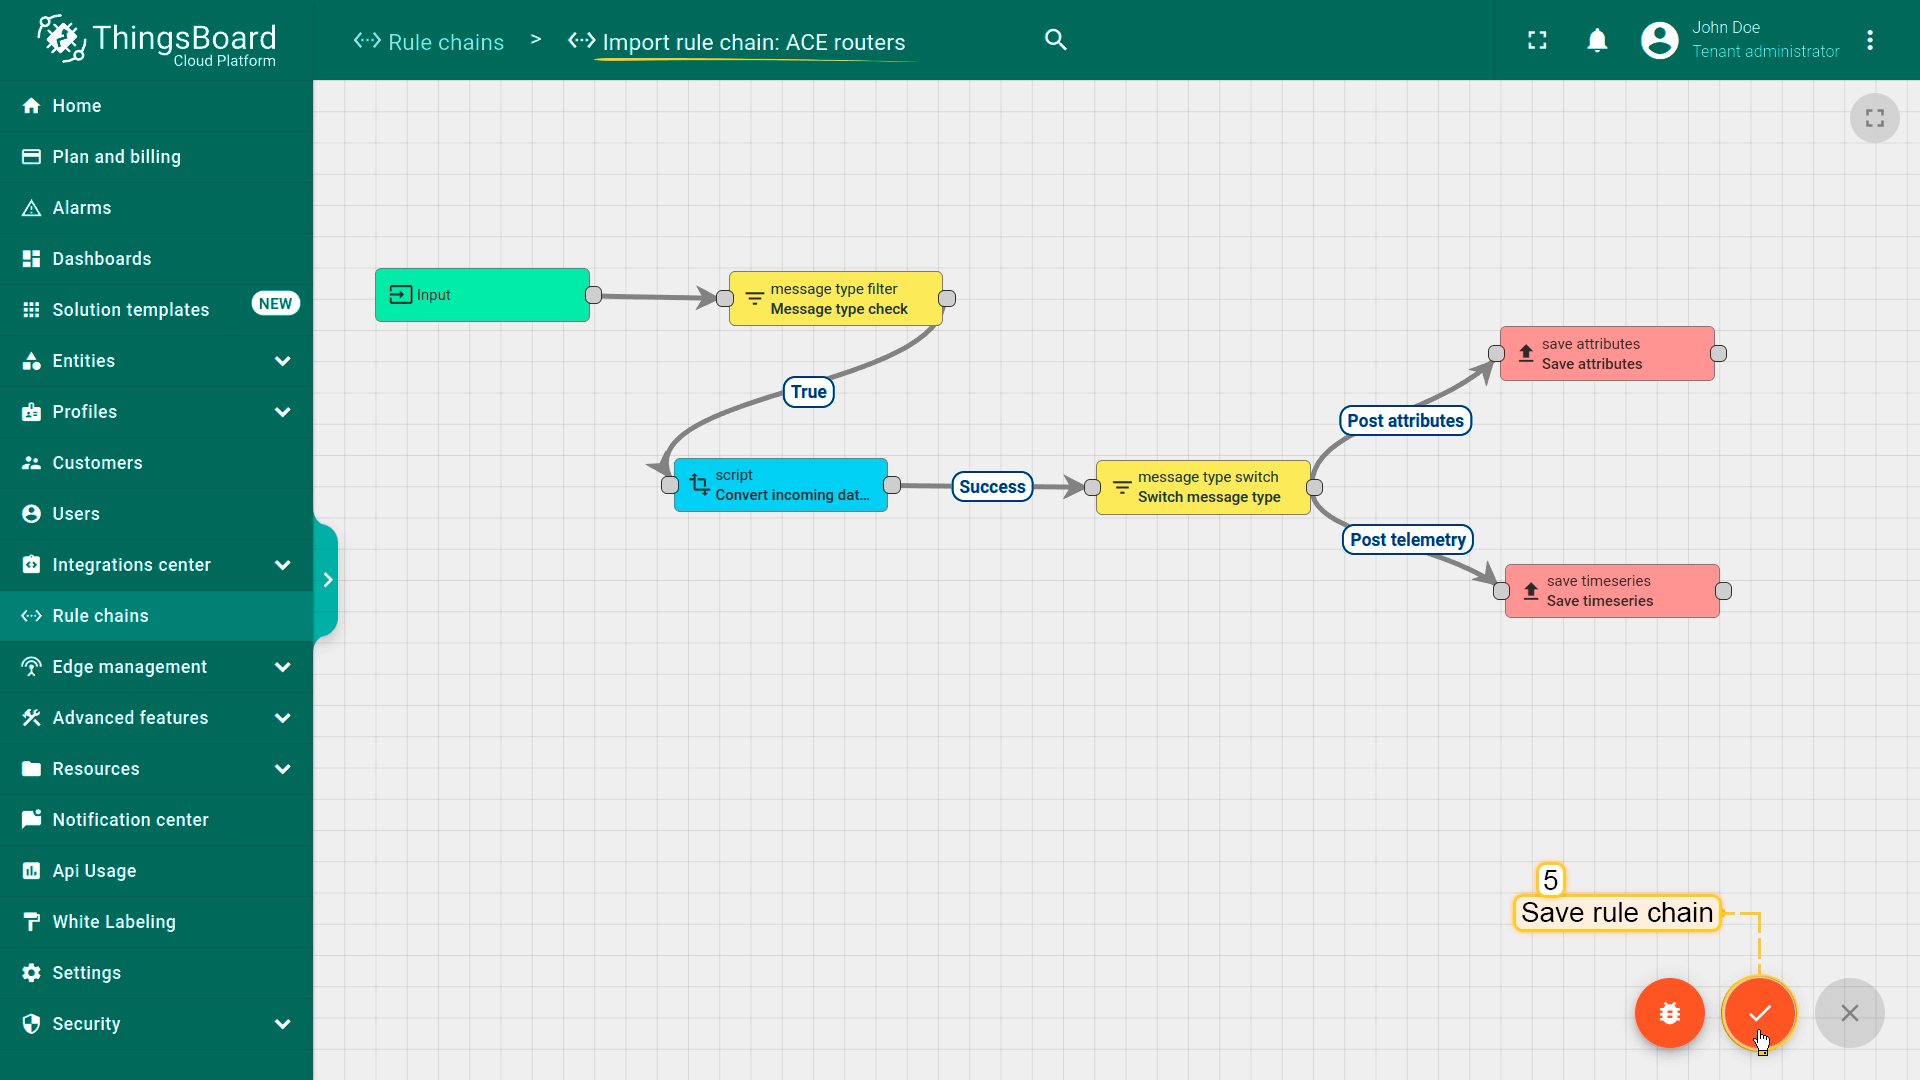 ThingsBoard
Cloud Platform
Rule chains > Import rule chain: ACE routers
John Doe
Tenant administrator
Home
Plan and billing
Alarms
Dashboards
Solution templates NEW
Entities
Profiles
Customers
Users
Integrations center
Rule chains
Edge management
Advanced features
Resources
Notification center
Api Usage
White Labeling
Settings
Security
Input
message type filter
Message type check
True
script
Convert incoming dat...
Success
message type switch
Switch message type
Post attributes
save attributes
Save attributes
Post telemetry
save timeseries
Save timeseries
5
Save rule chain